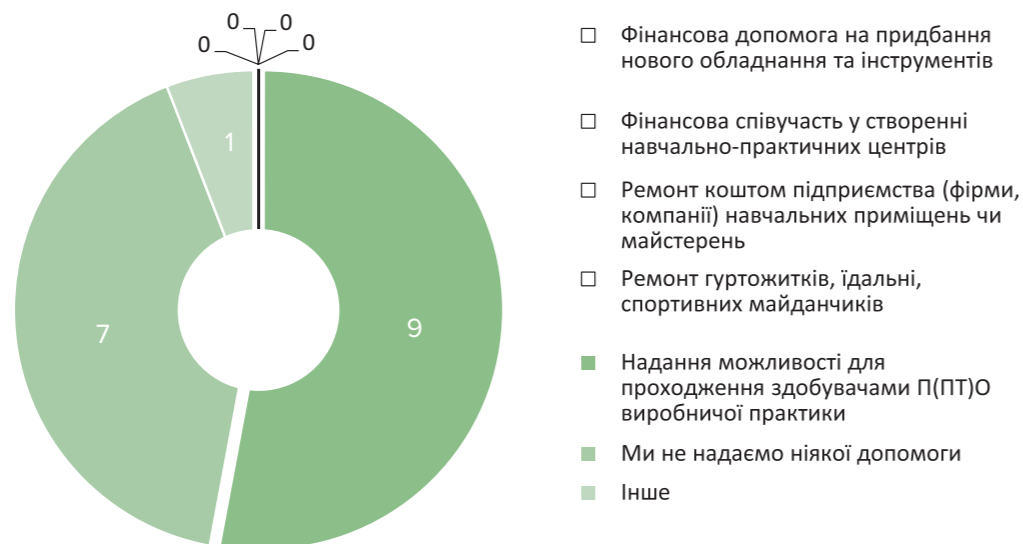 0
0
0
0
1
7
9
Фінансова допомога на придбання
нового обладнання та інструментів
Фінансова співучасть у створенні
навчально-практичних центрів
Ремонт коштом підприємства (фірми,
компанії) навчальних приміщень чи
майстерень
Ремонт гуртожитків, їдальні,
спортивних майданчиків
Надання можливості для
проходження здобувачами П(ПТ)О
виробничої практики
Ми не надаємо ніякої допомоги
Інше